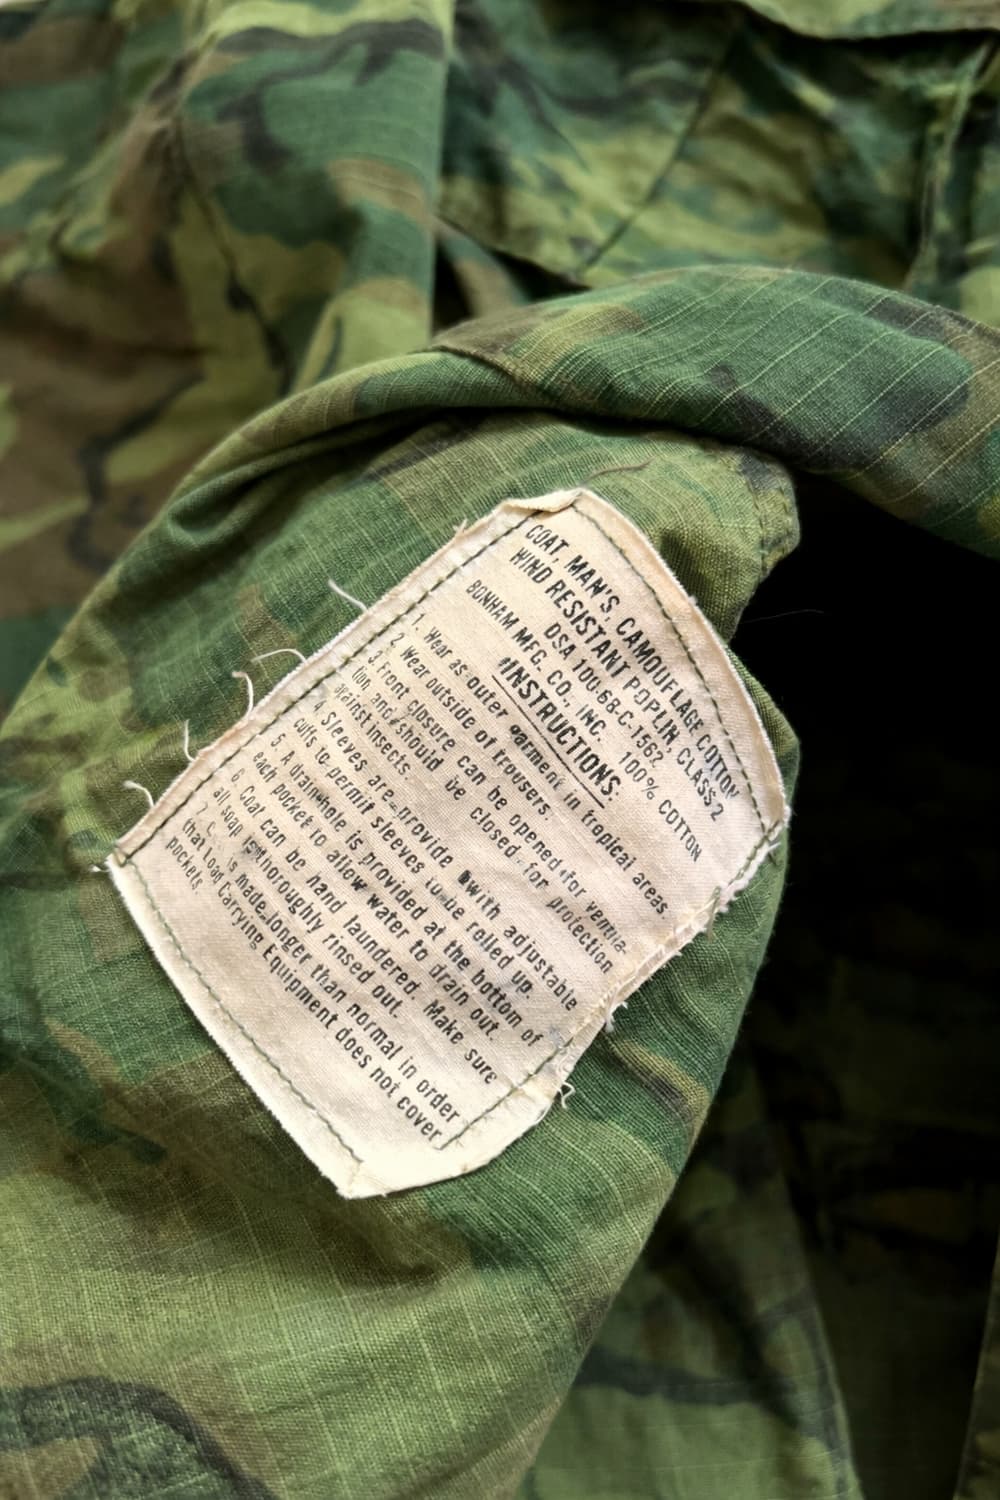 COAT, MAN'S, CAMOUFLAGE COTTON
WIND RESISTANT POPLIN, CLASS 2
DSA 100-68-C-1562
BONHAM MFG. CO., INC. 100% COTTON
INSTRUCTIONS:
1. Wear as outer garment in tropical areas.
2. Wear outside of trousers.
3. Front closure can be opened for ventila-
tion and should be closed for protection
against insects.
4. Sleeves are provide with adjustable
cuffs to permit sleeves to be rolled up.
5. A drain hole is provided at the bottom of
each pocket to allow water to drain out.
6. Coat can be hand laundered. Make sure
all soap is thoroughly rinsed out.
7. is made longer than normal in order
that Load Carrying Equipment does not cover
pockets.